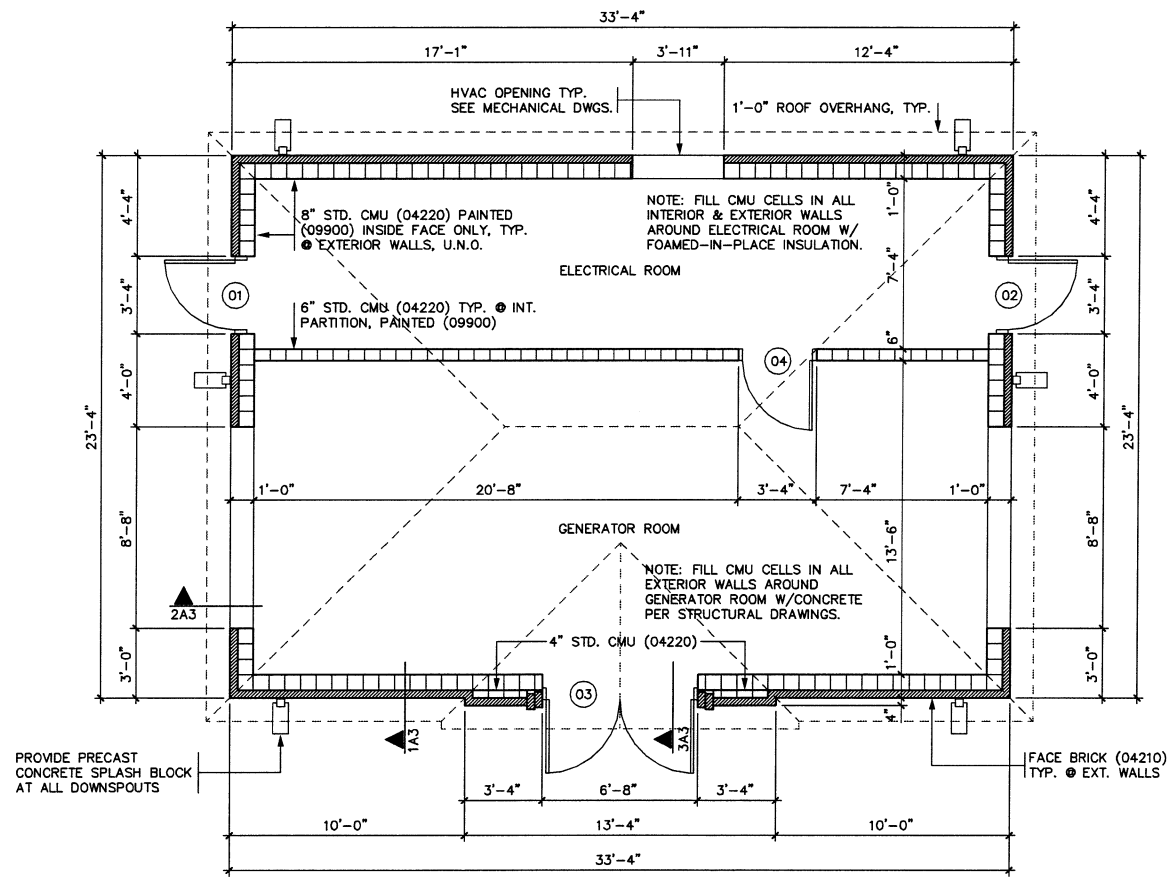 33'-4"
17'-1"
3'-11"
12'-4"
HVAC OPENING TYP.
SEE MECHANICAL DWGS.
1'-0" ROOF OVERHANG, TYP.
4'-4"
8" STD. CMU (04220) PAINTED
(09900) INSIDE FACE ONLY, TYP.
@ EXTERIOR WALLS, U.N.O.
NOTE: FILL CMU CELLS IN ALL
INTERIOR & EXTERIOR WALLS
AROUND ELECTRICAL ROOM W/
FOAMED-IN-PLACE INSULATION.
1'-0"
4'-4"
ELECTRICAL ROOM
7'-4"
01
02
3'-4"
3'-4"
6" STD. CMU (04220) TYP. @ INT.
PARTITION, PAINTED (09900)
6"
04
4'-0"
4'-0"
23'-4"
23'-4"
1'-0"
20'-8"
3'-4"
7'-4"
1'-0"
8'-8"
GENERATOR ROOM
13'-6"
8'-8"
NOTE: FILL CMU CELLS IN ALL
EXTERIOR WALLS AROUND
GENERATOR ROOM W/CONCRETE
PER STRUCTURAL DRAWINGS.
2A3
4" STD. CMU (04220)
3'-0"
1'-0"
3'-0"
03
4"
1A3
3A3
PROVIDE PRECAST
CONCRETE SPLASH BLOCK
AT ALL DOWNSPOUTS
FACE BRICK (04210)
TYP. @ EXT. WALLS
3'-4"
6'-8"
3'-4"
10'-0"
13'-4"
10'-0"
33'-4"